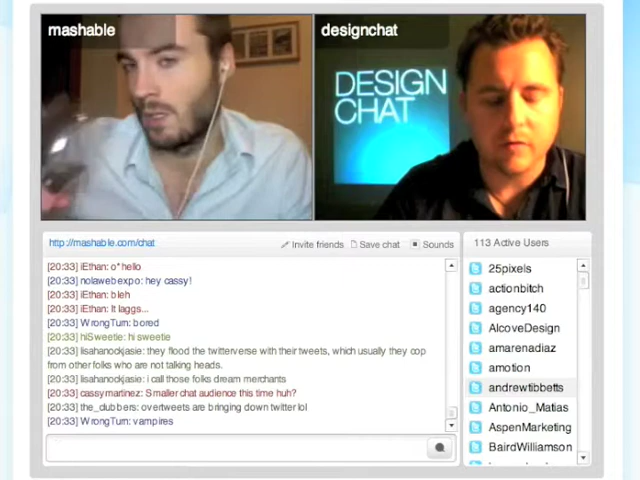 mashable
designchat
DESIGN
CHAT
http://mashable.com/chat
Invite friends
Save chat
Sounds
113 Active Users
[20:33] iEthan: o*hello
[20:33] nolawebexpo: hey cassy!
[20:33] iEthan: bleh
[20:33] iEthan: It laggs...
[20:33] WrongTurn: bored
[20:33] hiSweetie: hi sweetie
[20:33] lisahanockjasie: they flood the twitterverse with their tweets, which usually they cop
from other folks who are not talking heads.
[20:33] lisahanockjasie: i call those folks dream merchants
[20:33] cassymartinez: Smaller chat audience this time huh?
[20:33] the_clubbers: overtweets are bringing down twitter lol
[20:33] WrongTurn: vampires
25pixels
actionbitch
agency140
AlcoveDesign
amarenadiaz
amotion
andrewtibbetts
Antonio_Matias
AspenMarketing
BairdWilliamson